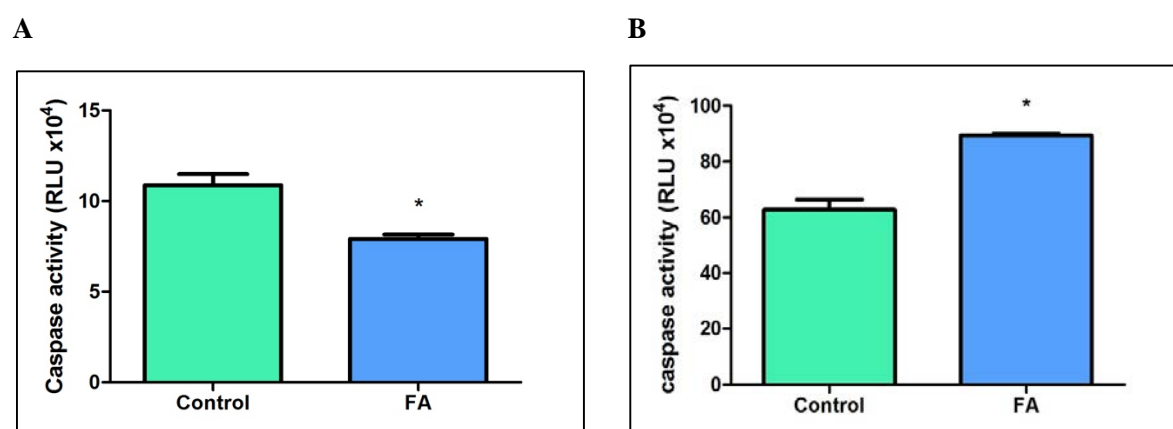 A
Caspase activity (RLU x10⁴)
15
10
5
0
*
Control FA
B
caspase activity (RLU x10⁴)
100
80
60
40
20
0
*
Control FA